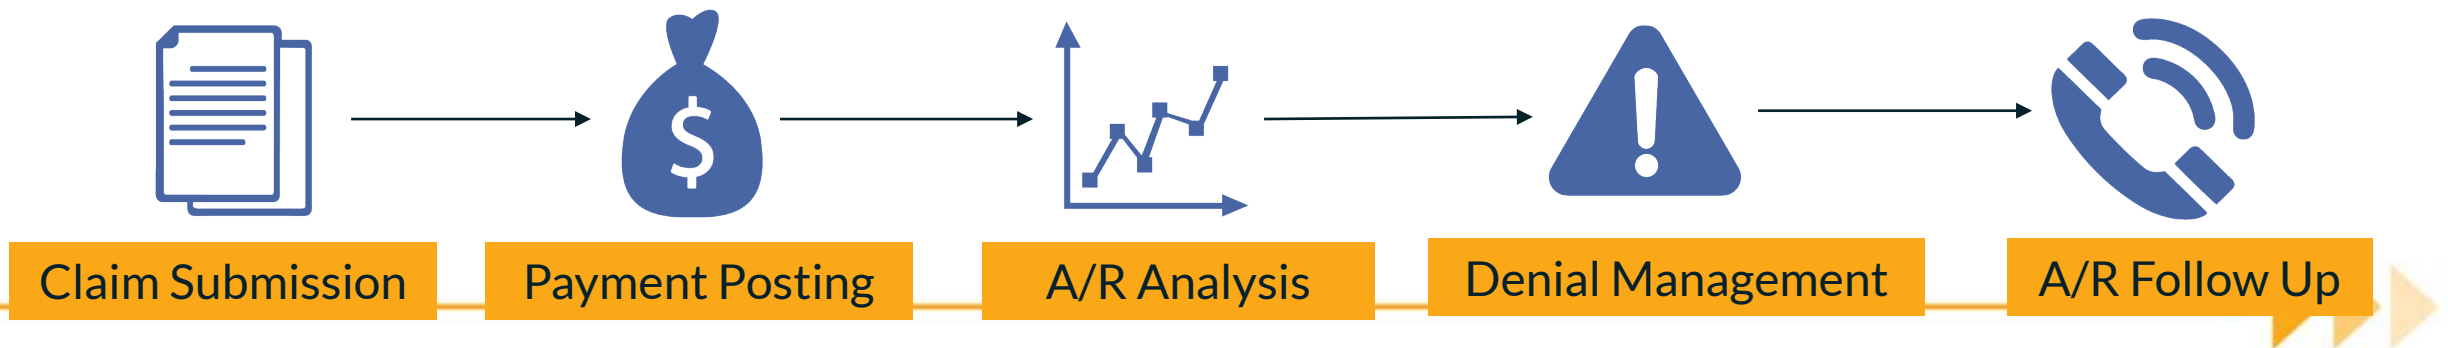 $
Claim Submission
Payment Posting
A/R Analysis
Denial Management
A/R Follow Up